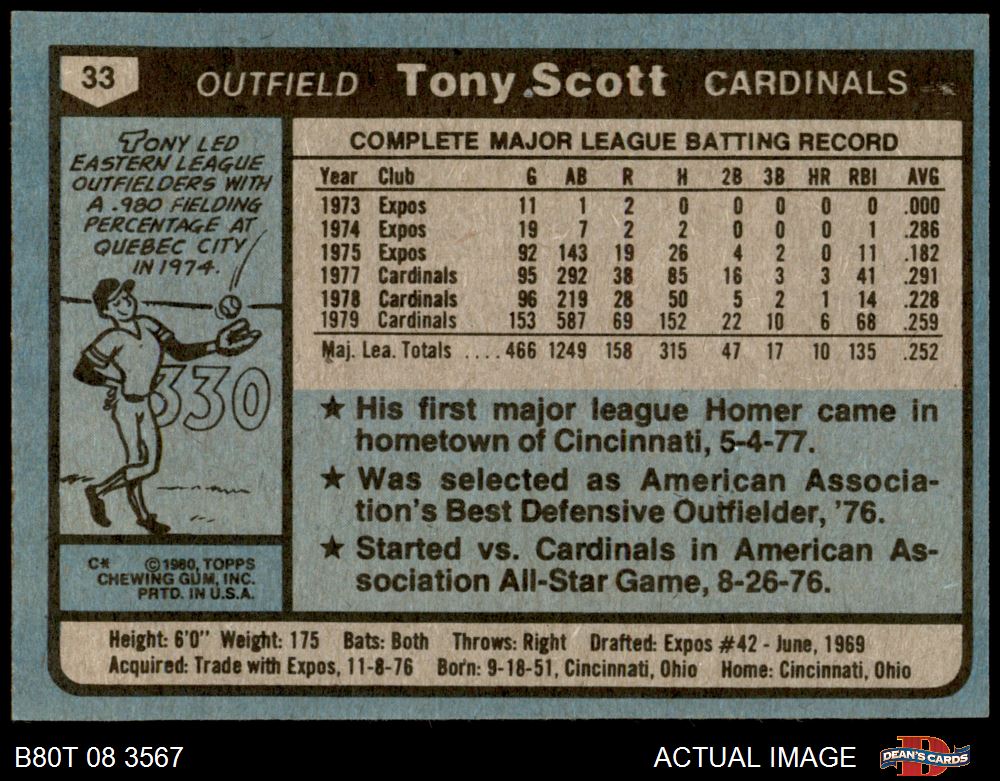 33 OUTFIELD Tony Scott CARDINALS
TONY LED
EASTERN LEAGUE
OUTFIELDERS WITH
A .980 FIELDING
PERCENTAGE AT
QUEBEC CITY
IN 1974.
330
C* ©1980, TOPPS
CHEWING GUM, INC.
PRTD. IN U.S.A.
COMPLETE MAJOR LEAGUE BATTING RECORD
Year Club G AB R H 2B 3B HR RBI AVG
1973 Expos 11 1 2 0 0 0 0 0 .000
1974 Expos 19 7 2 2 0 0 0 1 .286
1975 Expos 92 143 19 26 4 2 0 11 .182
1977 Cardinals 95 292 38 85 16 3 3 41 .291
1978 Cardinals 96 219 28 50 5 2 1 14 .228
1979 Cardinals 153 587 69 152 22 10 6 68 .259
Maj. Lea. Totals .... 466 1249 158 315 47 17 10 135 .252
★ His first major league Homer came in
hometown of Cincinnati, 5-4-77.
★ Was selected as American Associa-
tion's Best Defensive Outfielder, '76.
★ Started vs. Cardinals in American As-
sociation All-Star Game, 8-26-76.
Height: 6'0" Weight: 175 Bats: Both Throws: Right Drafted: Expos #42 - June, 1969
Acquired: Trade with Expos, 11-8-76 Born: 9-18-51, Cincinnati, Ohio Home: Cincinnati, Ohio
B80T 08 3567 ACTUAL IMAGE DEAN'S CARDS